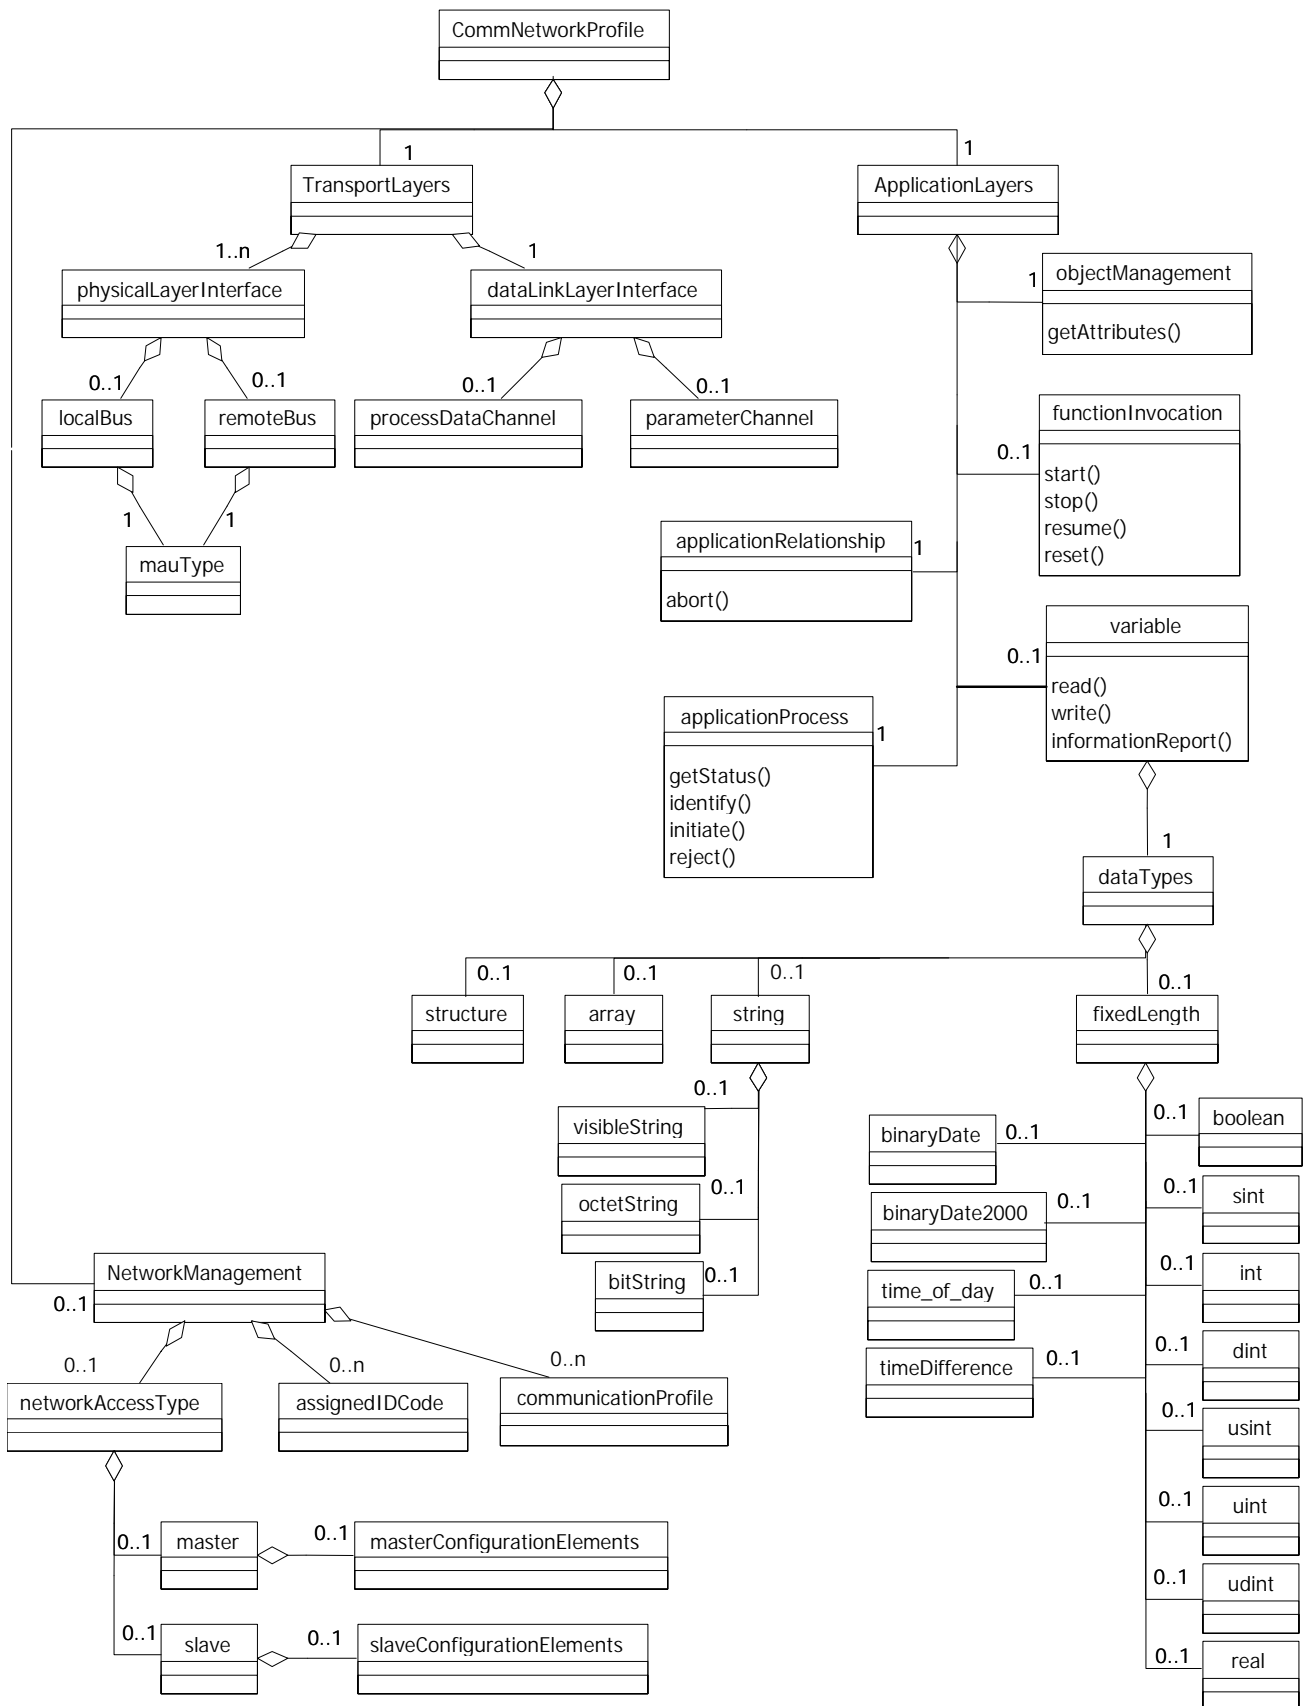 CommNetworkProfile
1
1
TransportLayers
ApplicationLayers
1..n
1
physicalLayerInterface
dataLinkLayerInterface
1
objectManagement
getAttributes()
0..1
0..1
0..1
0..1
localBus
remoteBus
processDataChannel
parameterChannel
0..1
functionInvocation
start()
stop()
resume()
reset()
1
1
mauType
applicationRelationship
1
abort()
0..1
variable
read()
write()
informationReport()
applicationProcess
1
getStatus()
identify()
initiate()
reject()
1
dataTypes
0..1
0..1
0..1
0..1
structure
array
string
fixedLength
0..1
visibleString
0..1
octetString
0..1
bitString
binaryDate
0..1
binaryDate2000
0..1
time_of_day
0..1
timeDifference
0..1
0..1
boolean
0..1
sint
0..1
int
0..1
dint
0..1
usint
0..1
uint
0..1
udint
0..1
real
NetworkManagement
0..1
0..1
0..n
0..n
networkAccessType
assignedIDCode
communicationProfile
0..1
master
0..1
masterConfigurationElements
0..1
slave
0..1
slaveConfigurationElements